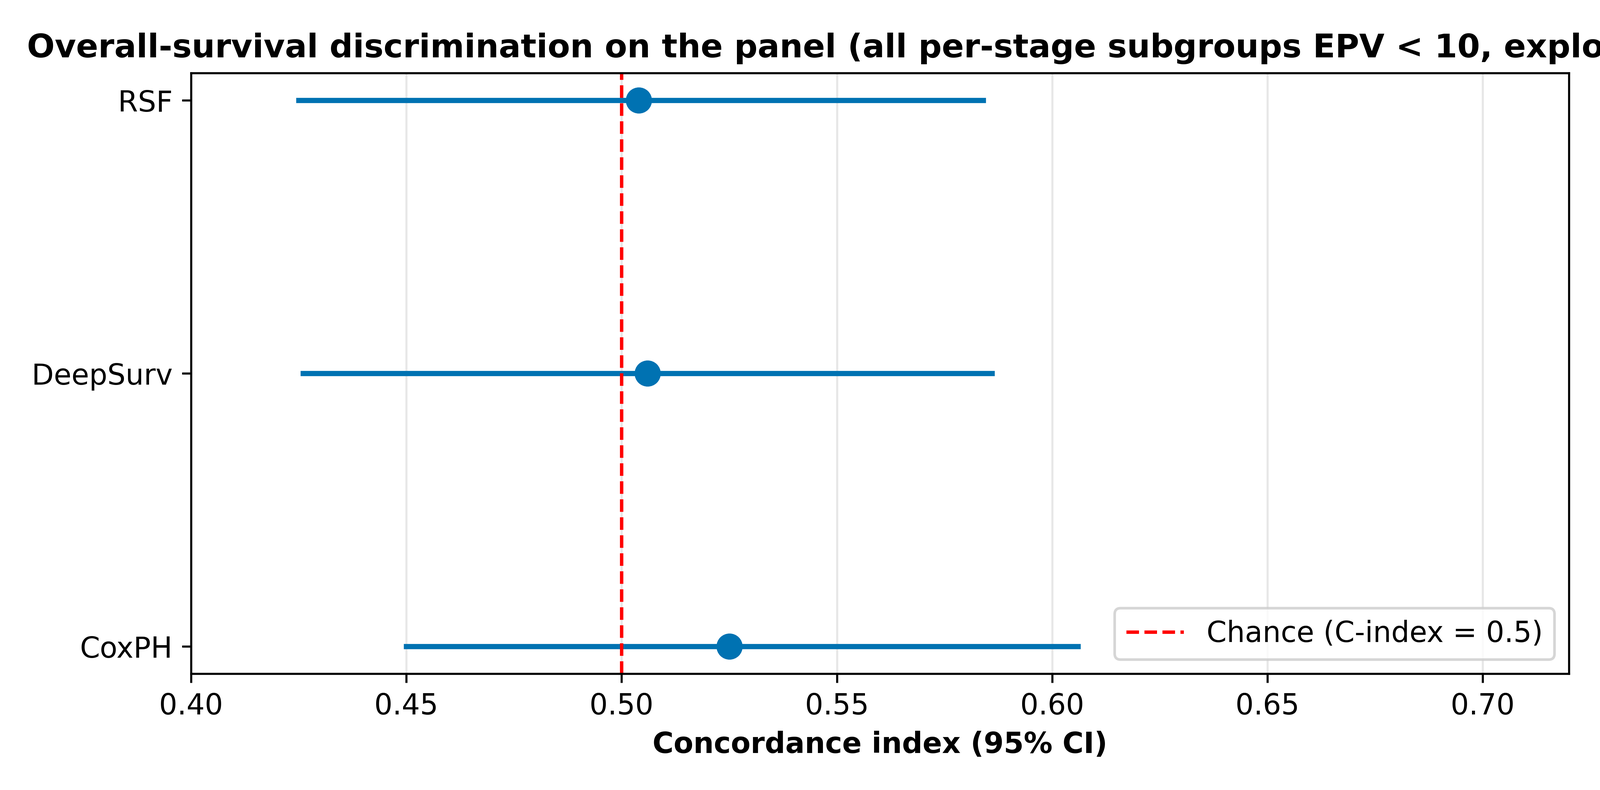 Overall-survival discrimination on the panel (all per-stage subgroups EPV < 10, explo
RSF
DeepSurv
CoxPH
Chance (C-index = 0.5)
0.40 0.45 0.50 0.55 0.60 0.65 0.70
Concordance index (95% CI)